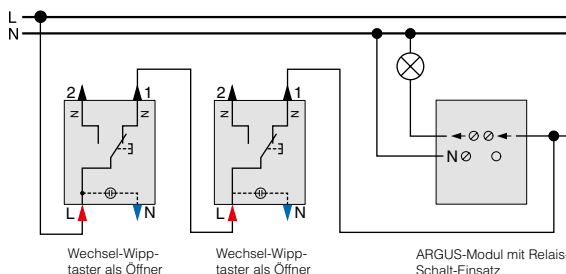 L
N
2
1
2
1
N
N
N
N
N
L
N
L
N
Wechsel-Wipp-
taster als Öffner
Wechsel-Wipp-
taster als Öffner
ARGUS-Modul mit Relais-
Schalt-Einsatz